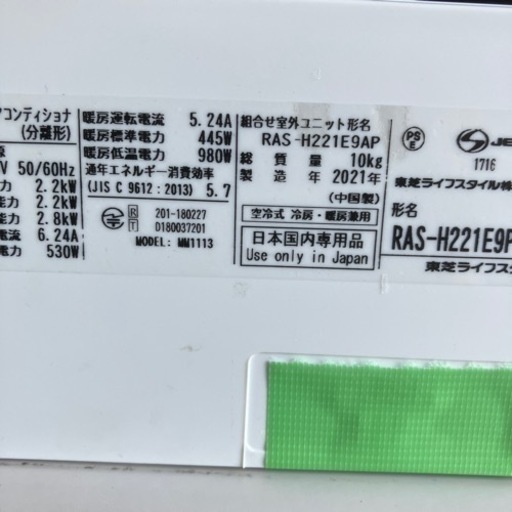 アコンディショナ
(分離形)
源
V 50/60Hz
力 2.2kW
能力 2.2kW
能力 2.8kW
電流 6.24A
電力 530W
暖房運転電流 5.24A
暖房標準電力 445W
暖房低温電力 980W
通年エネルギー消費効率
(JIS C 9612:2013) 5.7
R 201-180227
T D180037201
MODEL: MM1113
組合せ室外ユニット形名
RAS-H221E9AP
総質量 10kg
製造年 2021年
(中国製)
空冷式 冷房・暖房兼用
日本国内専用品
Use only in Japan
PS
E
JE
1716
東芝ライフスタイル株
形名
RAS-H221E9P
東芝ライフス